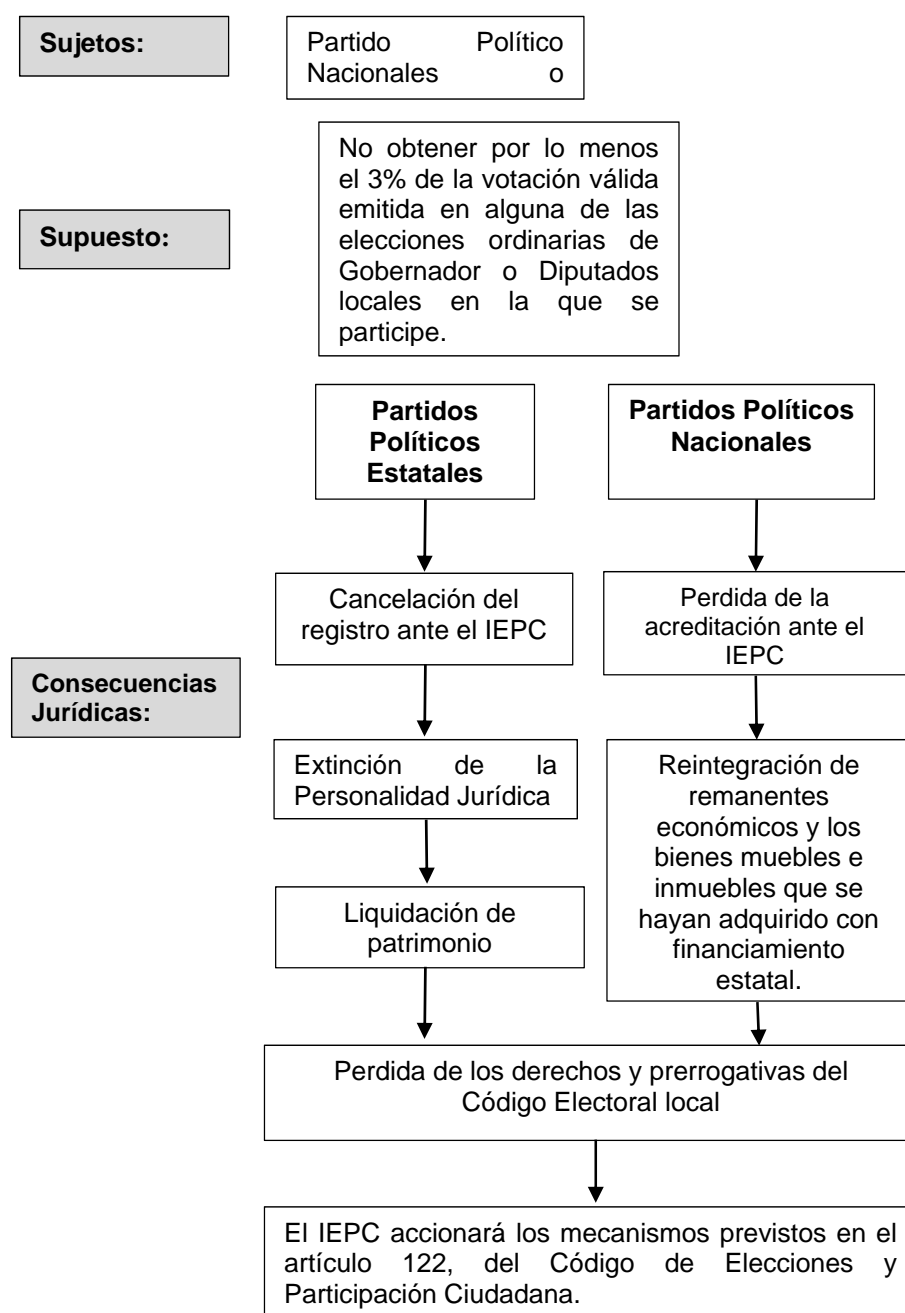 Sujetos:
Partido Político
Nacionales o
No obtener por lo menos
el 3% de la votación válida
emitida en alguna de las
elecciones ordinarias de
Gobernador o Diputados
locales en la que se
participe.
Supuesto:
Partidos
Políticos
Estatales
Partidos Políticos
Nacionales
Cancelación del
registro ante el IEPC
Perdida de la
acreditación ante el
IEPC
Consecuencias
Jurídicas:
Extinción de la
Personalidad Jurídica
Reintegración de
remanentes
económicos y los
bienes muebles e
inmuebles que se
hayan adquirido con
financiamiento
estatal.
Liquidación de
patrimonio
Perdida de los derechos y prerrogativas del
Código Electoral local
El IEPC accionará los mecanismos previstos en el
artículo 122, del Código de Elecciones y
Participación Ciudadana.